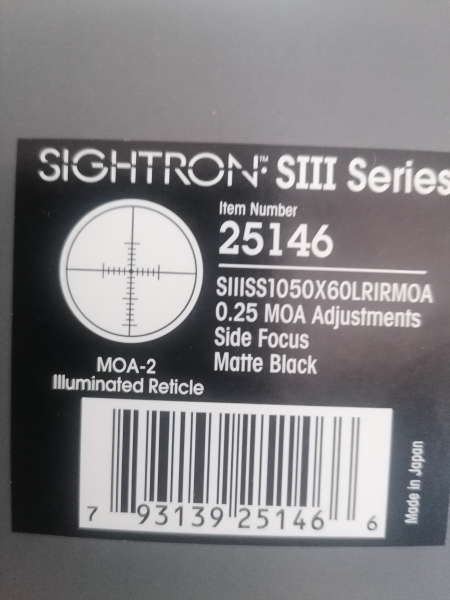 SIGHTRON™ SIII Series
Item Number
25146
SIIISS1050X60LRIRMOA
0.25 MOA Adjustments
Side Focus
Matte Black
MOA-2
Illuminated Reticle
7 93139 25146 6
Made in Japan